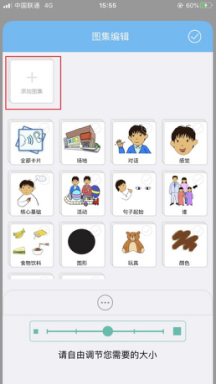 中国联通 4G 15:55 60%
图集编辑
添加图集
全部卡片 场地 对话 感觉
核心基础 活动 句子起始 谁
食物饮料 图形 玩具 颜色
请自由调节您需要的大小